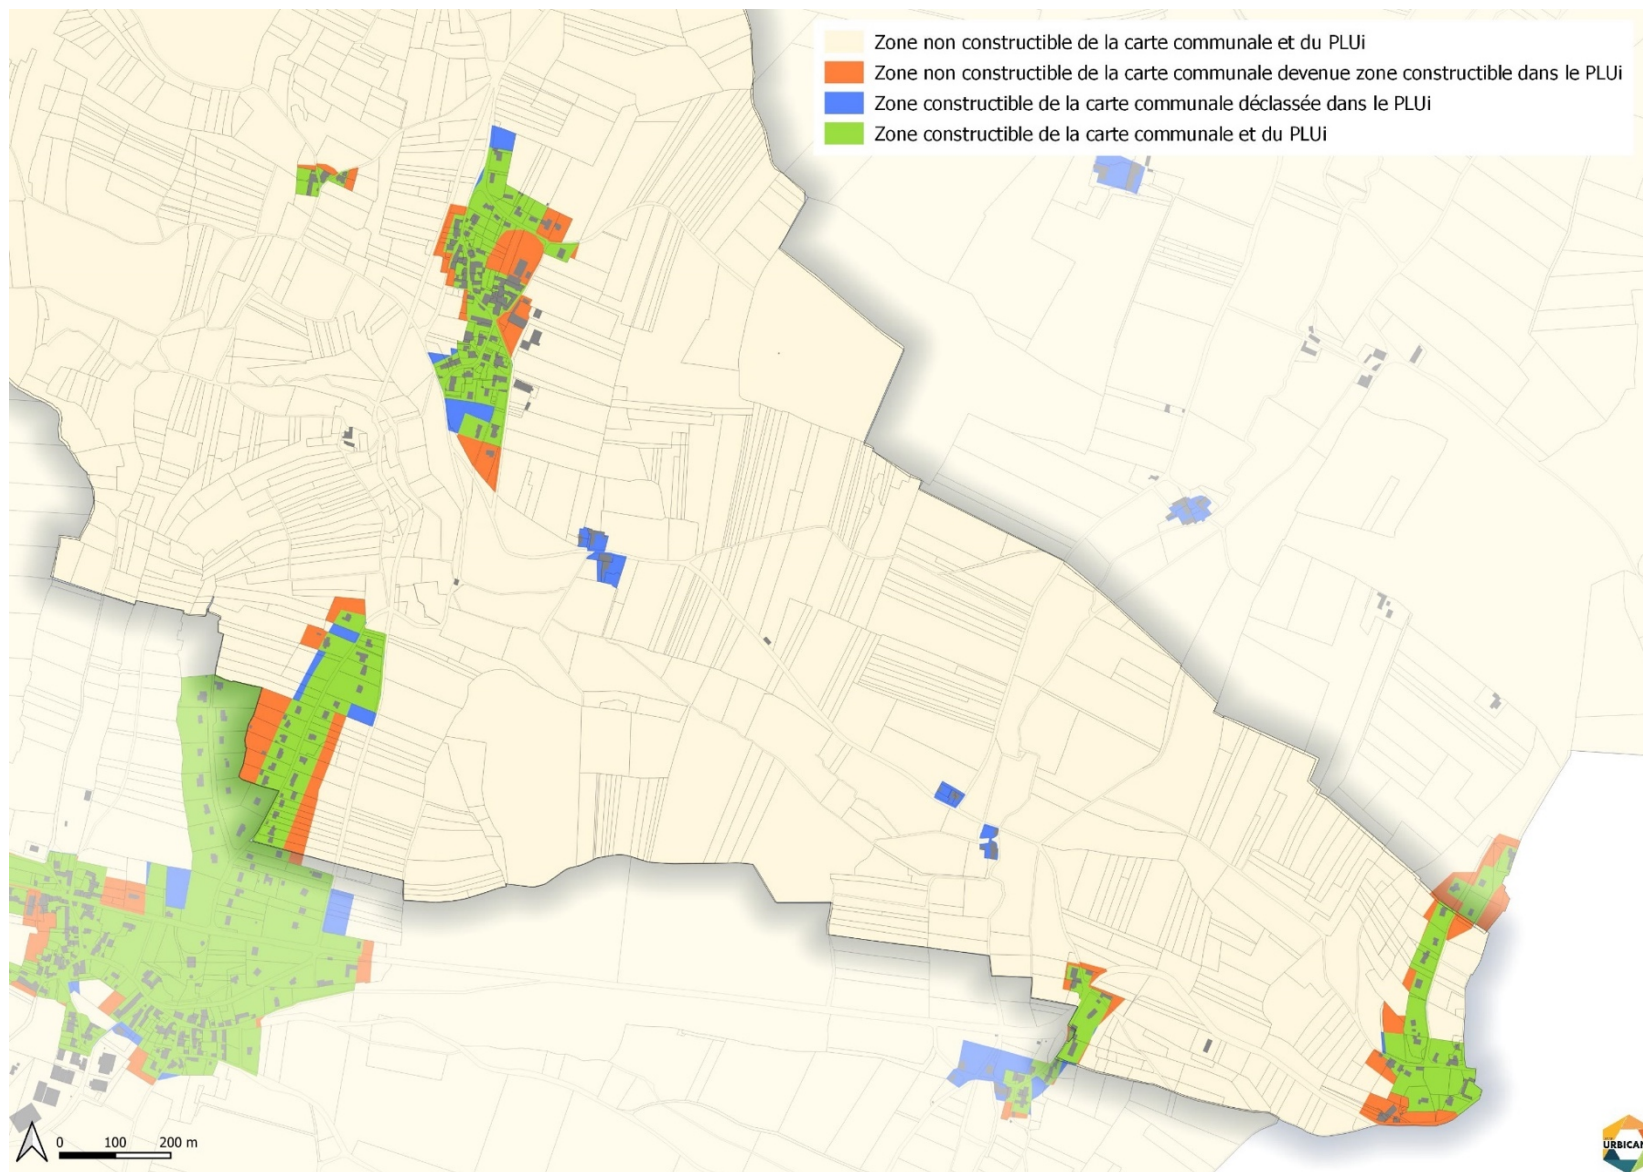 Zone non constructible de la carte communale et du PLUi
Zone non constructible de la carte communale devenue zone constructible dans le PLUi
Zone constructible de la carte communale déclassée dans le PLUi
Zone constructible de la carte communale et du PLUi
0 100 200 m